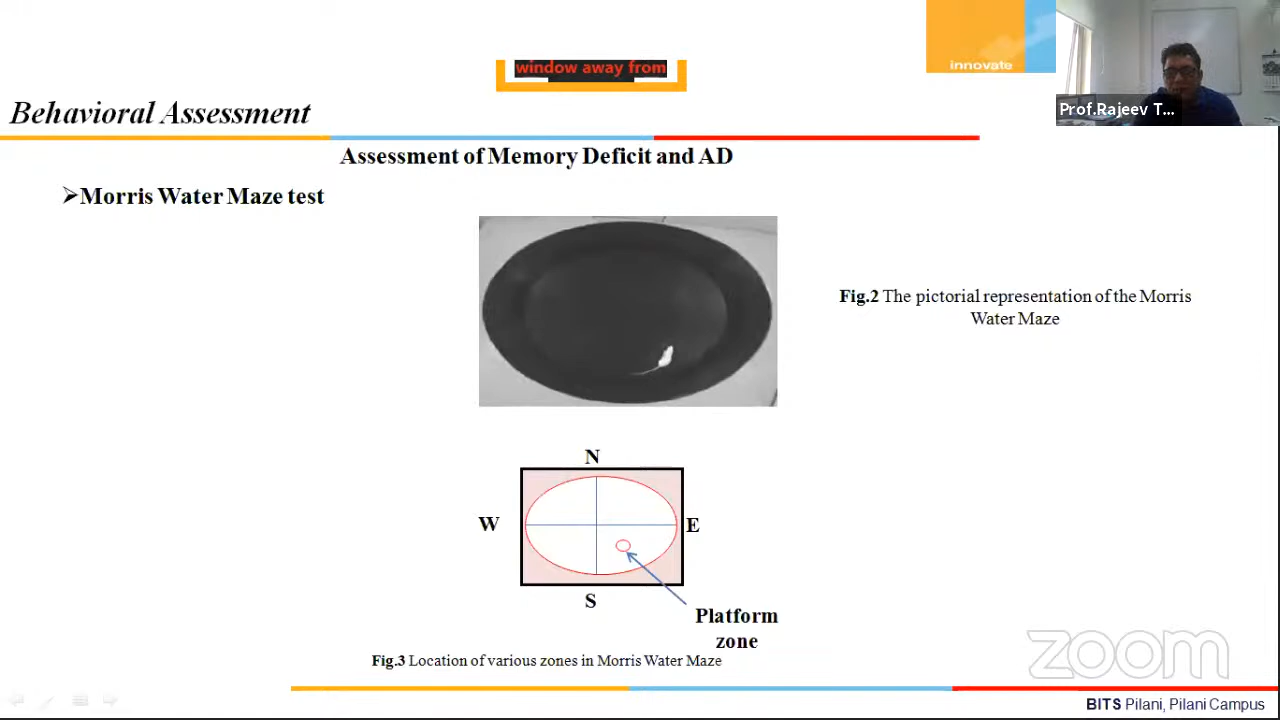 innovate
window away from
Prof.Rajeev T...
Behavioral Assessment
Assessment of Memory Deficit and AD
➢Morris Water Maze test
Fig.2 The pictorial representation of the Morris
Water Maze
N
W
E
S
Platform
zone
Fig.3 Location of various zones in Morris Water Maze
zoom
BITS Pilani, Pilani Campus